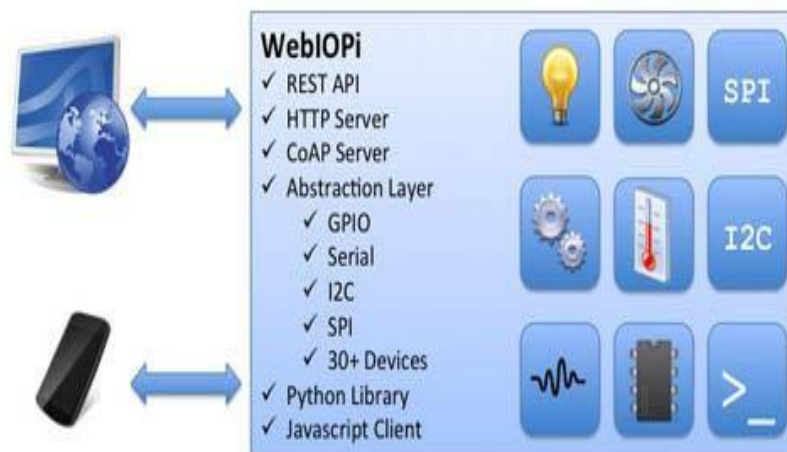 WebIOPi
✓ REST API
✓ HTTP Server
✓ CoAP Server
✓ Abstraction Layer
✓ GPIO
✓ Serial
✓ I2C
✓ SPI
✓ 30+ Devices
✓ Python Library
✓ Javascript Client
SPI
I2C
>_